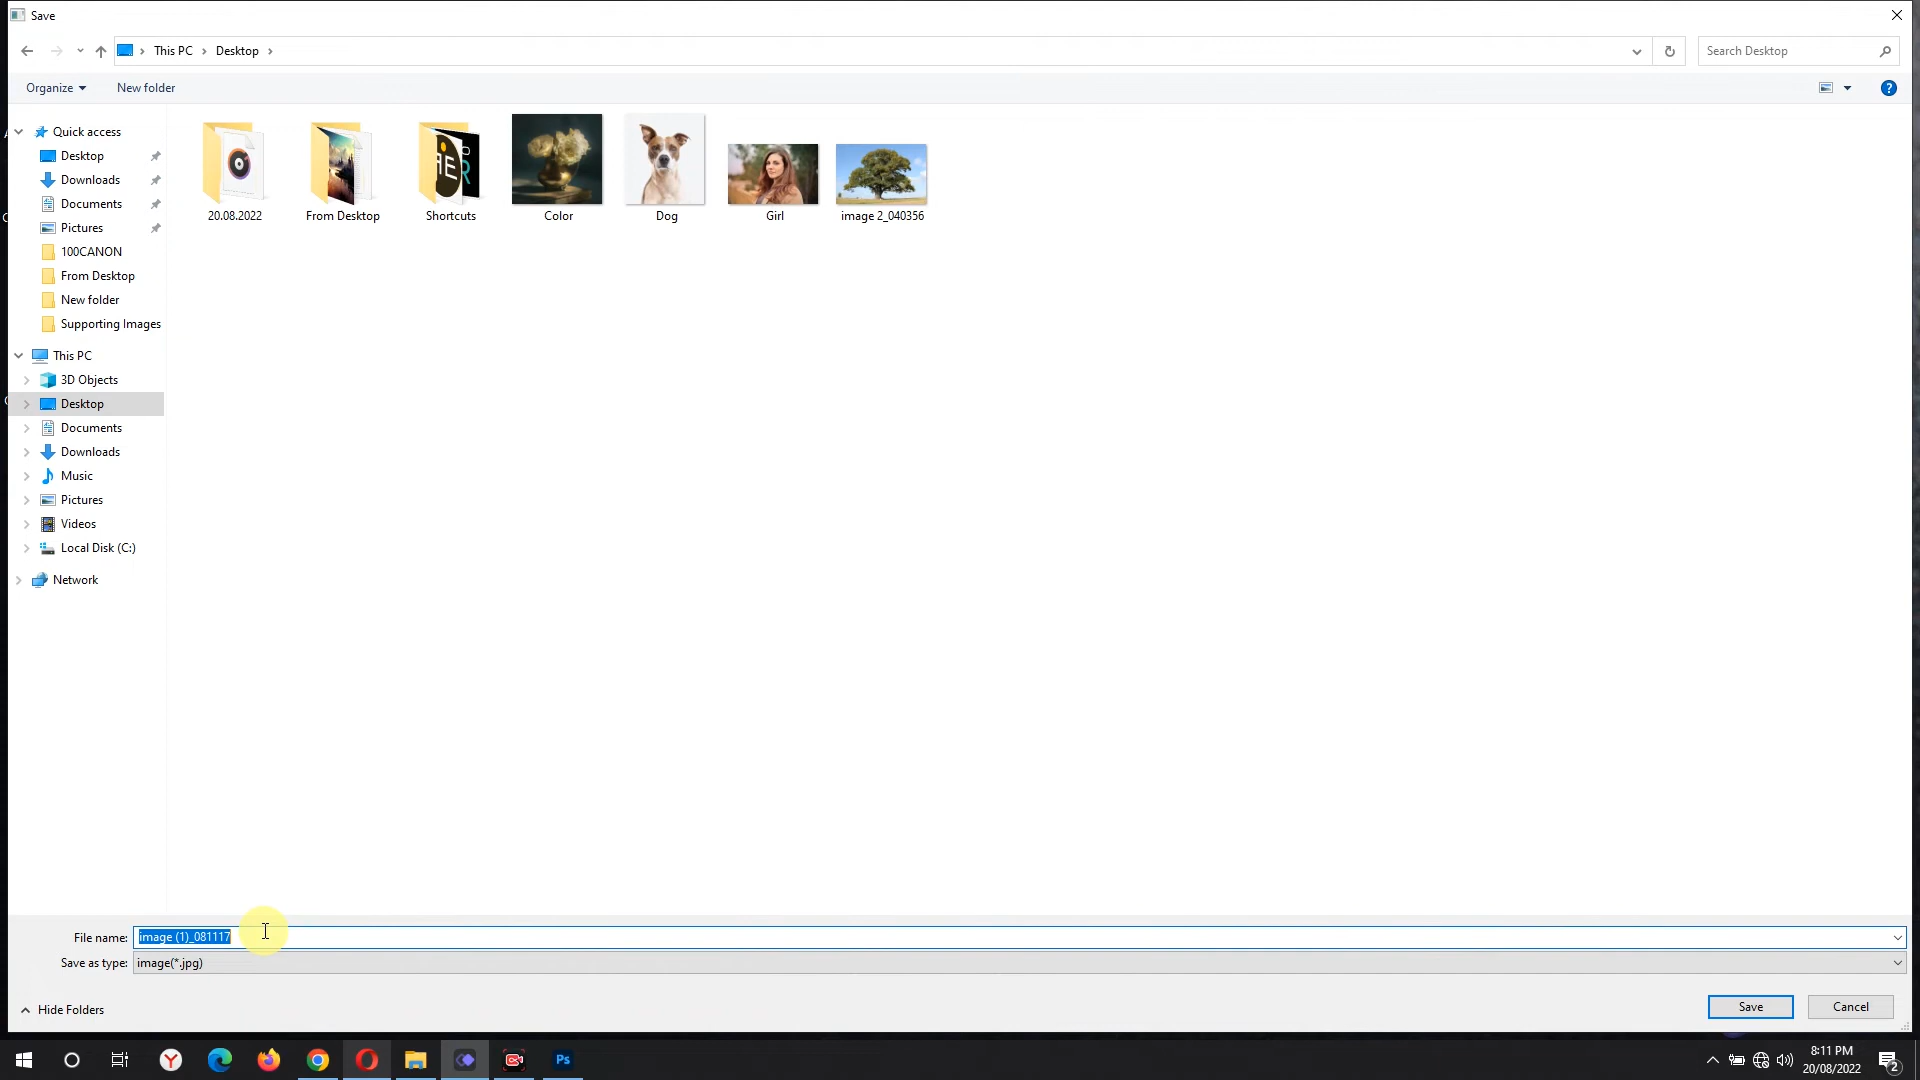 Save
This PC
Desktop
Search Desktop
Organize
New folder
Quick access
Desktop
Downloads
Documents
Pictures
100CANON
From Desktop
New folder
Supporting Images
This PC
3D Objects
Desktop
Documents
Downloads
Music
Pictures
Videos
Local Disk (C:)
Network
20.08.2022
From Desktop
Shortcuts
Color
Dog
Girl
image 2_040356
File name: image (1)_081117
Save as type: image(*.jpg)
Hide Folders
Save
Cancel
Ps
8:11 PM
20/08/2022
2